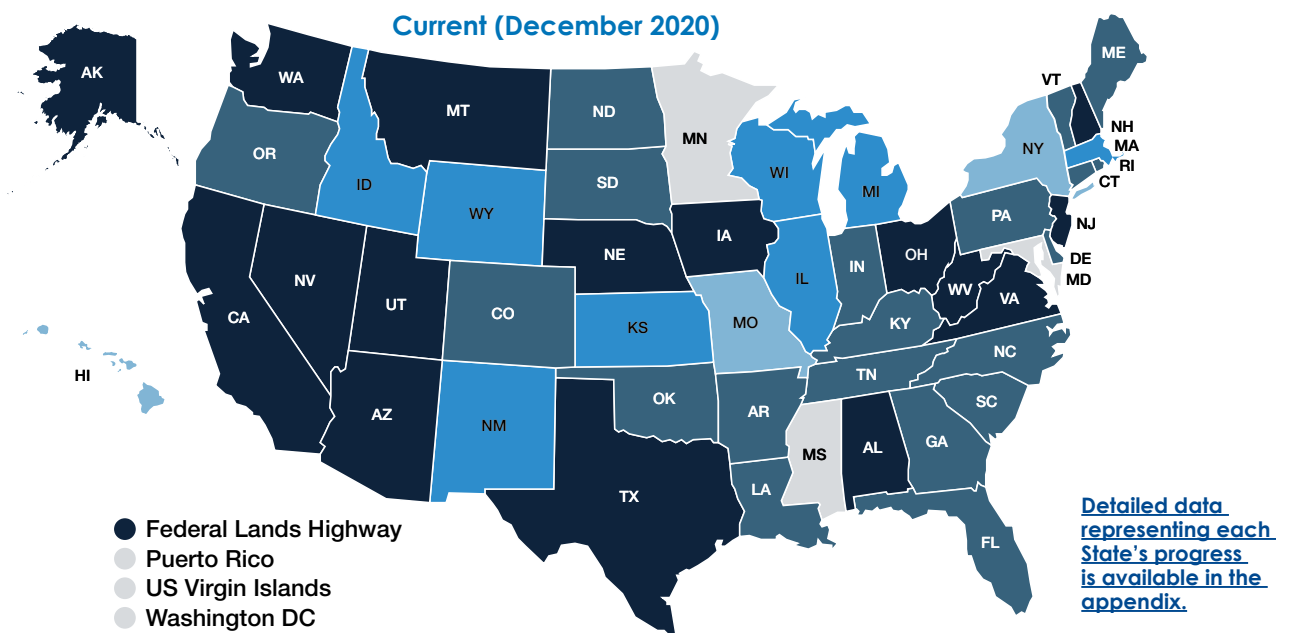 Current (December 2020)
AK
WA
MT
ND
MN
ME
VT
NH
MA
RI
CT
NY
OR
ID
WY
SD
WI
MI
PA
NJ
DE
MD
IA
NE
IL
IN
OH
WV
VA
NV
UT
CO
KS
MO
KY
CA
NC
TN
SC
HI
AZ
NM
OK
AR
MS
AL
GA
TX
LA
FL
Federal Lands Highway
Puerto Rico
US Virgin Islands
Washington DC
Detailed data
representing each
State's progress
is available in the
appendix.